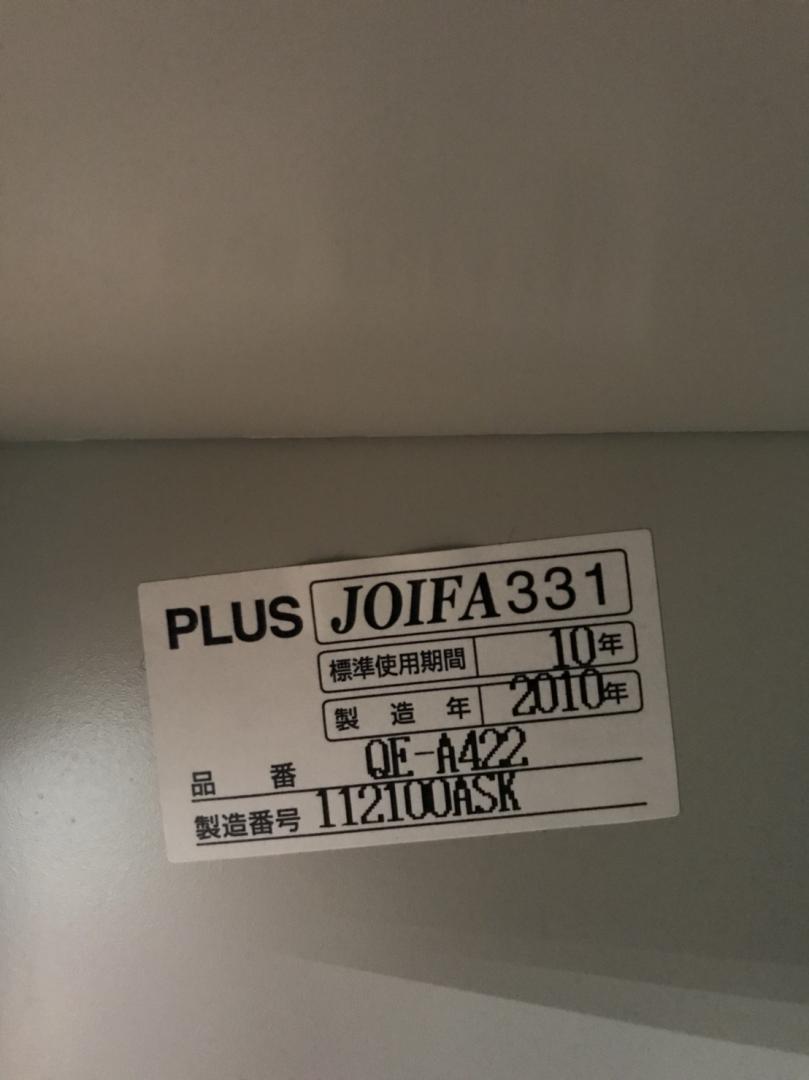 PLUS JOIFA331
標準使用期間 10年
製造年 2010年
品番 QE-A422
製造番号 112100ASK